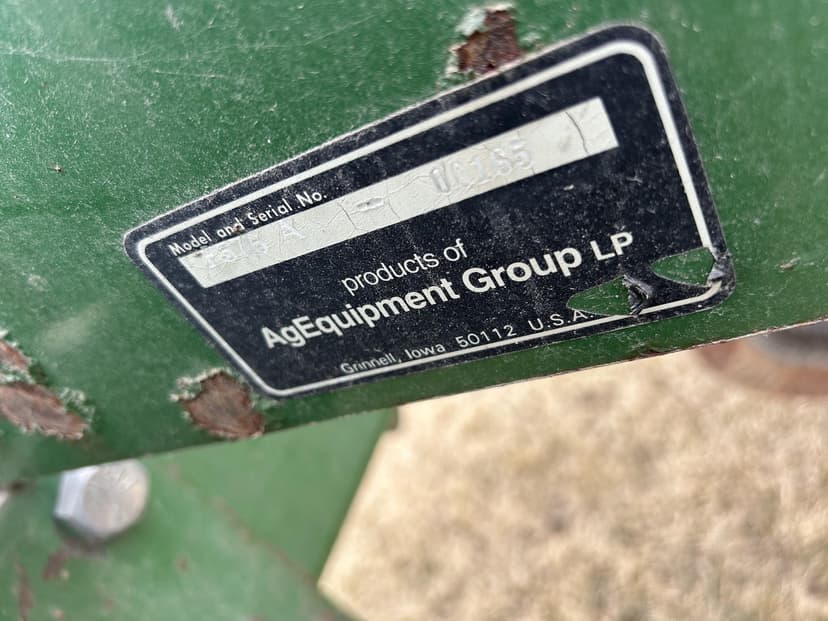 Model and Serial No.
products of
AgEquipment Group LP
Grinnell, Iowa 50112 U.S.A.